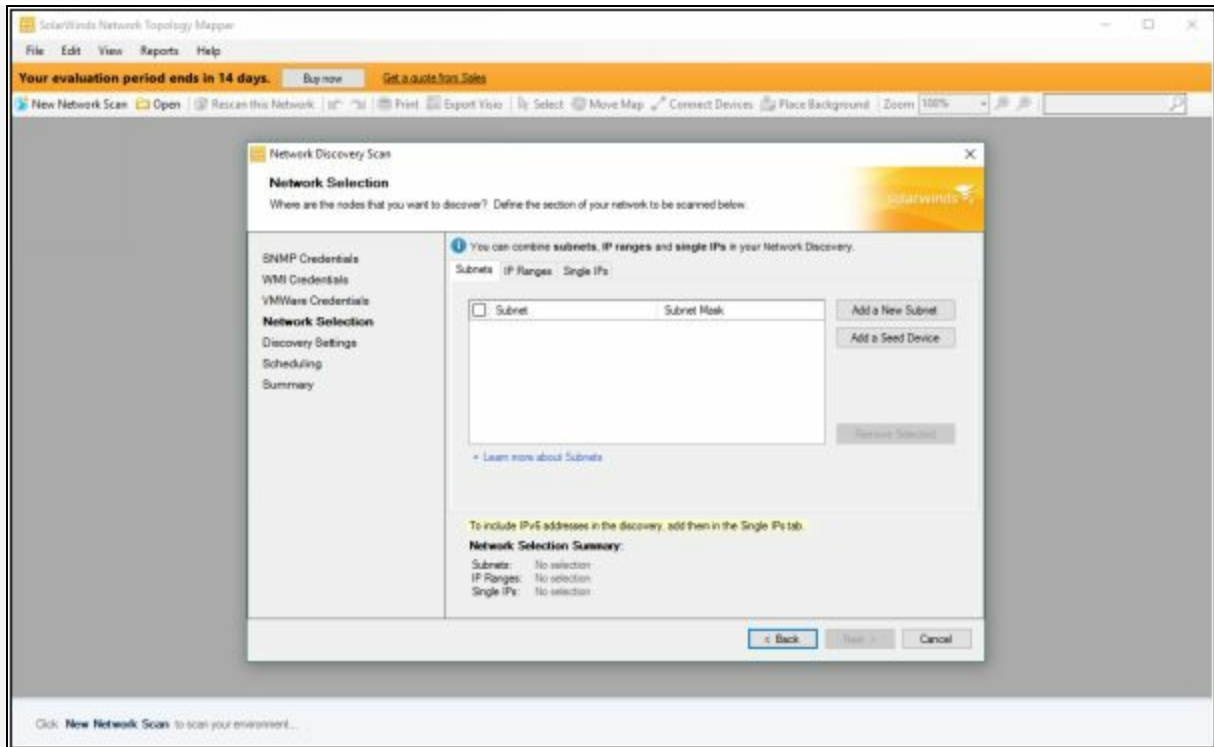 SolarWinds Network Topology Mapper
File Edit View Reports Help
Your evaluation period ends in 14 days. Buy now Get a quote from Sales
New Network Scan Open Rescan this Network Print Export Visio Select Move Map Connect Devices Place Background Zoom 100%
Network Discovery Scan
Network Selection
Where are the nodes that you want to discover? Define the section of your network to be scanned below.
solarwinds
SNMP Credentials
WMI Credentials
VMWare Credentials
Network Selection
Discovery Settings
Scheduling
Summary
You can combine subnets, IP ranges and single IPs in your Network Discovery.
Subnets IP Ranges Single IPs
Subnet Subnet Mask
Add a New Subnet
Add a Seed Device
Remove Selected
+ Learn more about Subnets
To include IPv6 addresses in the discovery, add them in the Single IPs tab.
Network Selection Summary:
Subnets: No selection
IP Ranges: No selection
Single IPs: No selection
< Back Next > Cancel
Click New Network Scan to scan your environment...